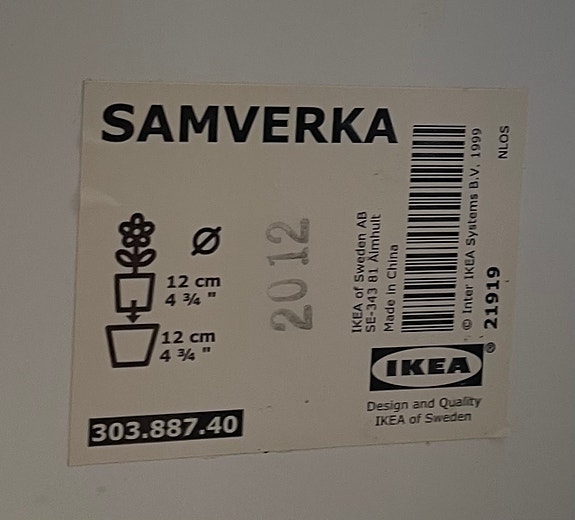 SAMVERKA
Ø
12 cm
4 ¾ "
12 cm
4 ¾ "
303.887.40
2012
IKEA of Sweden AB
SE-343 81 Älmhult
Made in China
© Inter IKEA Systems B.V. 1999
21919
NLOS
IKEA®
Design and Quality
IKEA of Sweden